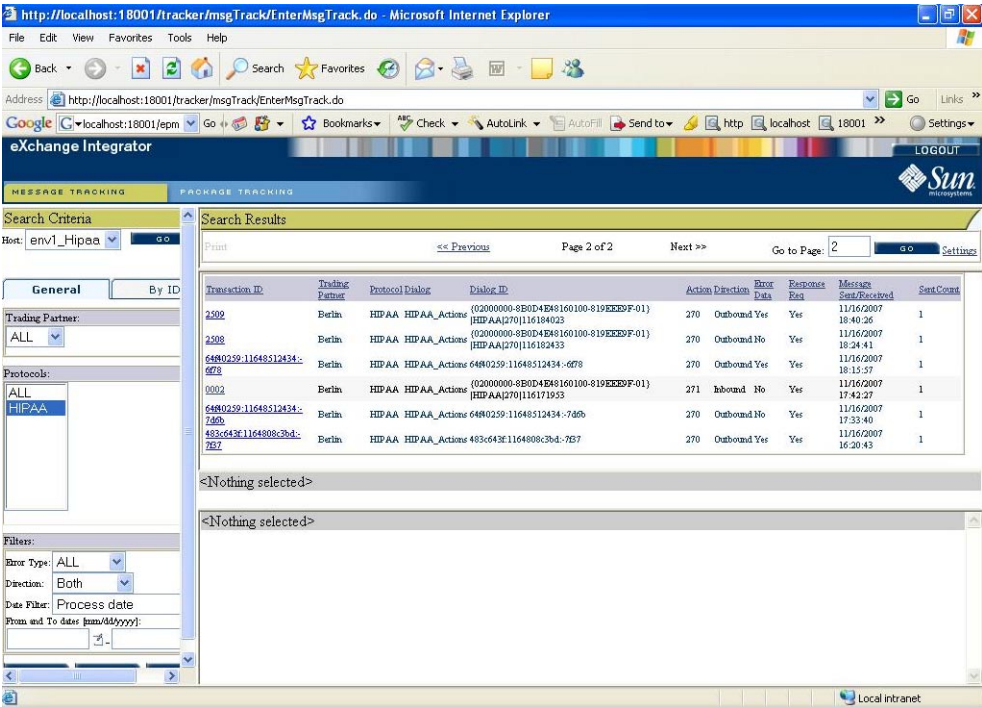 http://localhost:18001/tracker/msgTrack/EnterMsgTrack.do - Microsoft Internet Explorer
File Edit View Favorites Tools Help
Back Search Favorites
Address http://localhost:18001/tracker/msgTrack/EnterMsgTrack.do Go Links »
Google G localhost:18001/epm Go Bookmarks Check AutoLink AutoFill Send to http localhost 18001 » Settings
eXchange Integrator
LOGOUT
Sun
microsystems
MESSAGE TRACKING PACKAGE TRACKING
Search Criteria
Host: env1_Hipaa GO
General By ID
Trading Partner:
ALL
Protocols:
ALL
HIPAA
Filters:
Error Type: ALL
Direction: Both
Date Filter: Process date
From and To dates [mm/dd/yyyy]:
-
Search Results
Print << Previous Page 2 of 2 Next >> Go to Page: 2 GO Settings
Transaction ID Trading Partner Protocol Dialog Dialog ID Action Direction Error Data Response Req Message Sent/Received Sent Count
2509 Berlin HIPAA HIPAA_Actions {02000000-8B0D4E48160100-819EEE9F-01} |HIPAA|270|116184023 270 Outbound Yes Yes 11/16/2007 18:40:26 1
2508 Berlin HIPAA HIPAA_Actions {02000000-8B0D4E48160100-819EEE9F-01} |HIPAA|270|116182433 270 Outbound No Yes 11/16/2007 18:24:41 1
64f40259:11648512434:-6f78 Berlin HIPAA HIPAA_Actions 64f40259:11648512434:-6f78 270 Outbound Yes Yes 11/16/2007 18:15:57 1
0002 Berlin HIPAA HIPAA_Actions {02000000-8B0D4E48160100-819EEE9F-01} |HIPAA|270|116171953 271 Inbound No Yes 11/16/2007 17:42:27 1
64f40259:11648512434:-7d6b Berlin HIPAA HIPAA_Actions 64f40259:11648512434:-7d6b 270 Outbound No Yes 11/16/2007 17:33:40 1
483c643f:1164808c3bd:-7f37 Berlin HIPAA HIPAA_Actions 483c643f:1164808c3bd:-7f37 270 Outbound Yes Yes 11/16/2007 16:20:43 1
<Nothing selected>
<Nothing selected>
Local intranet